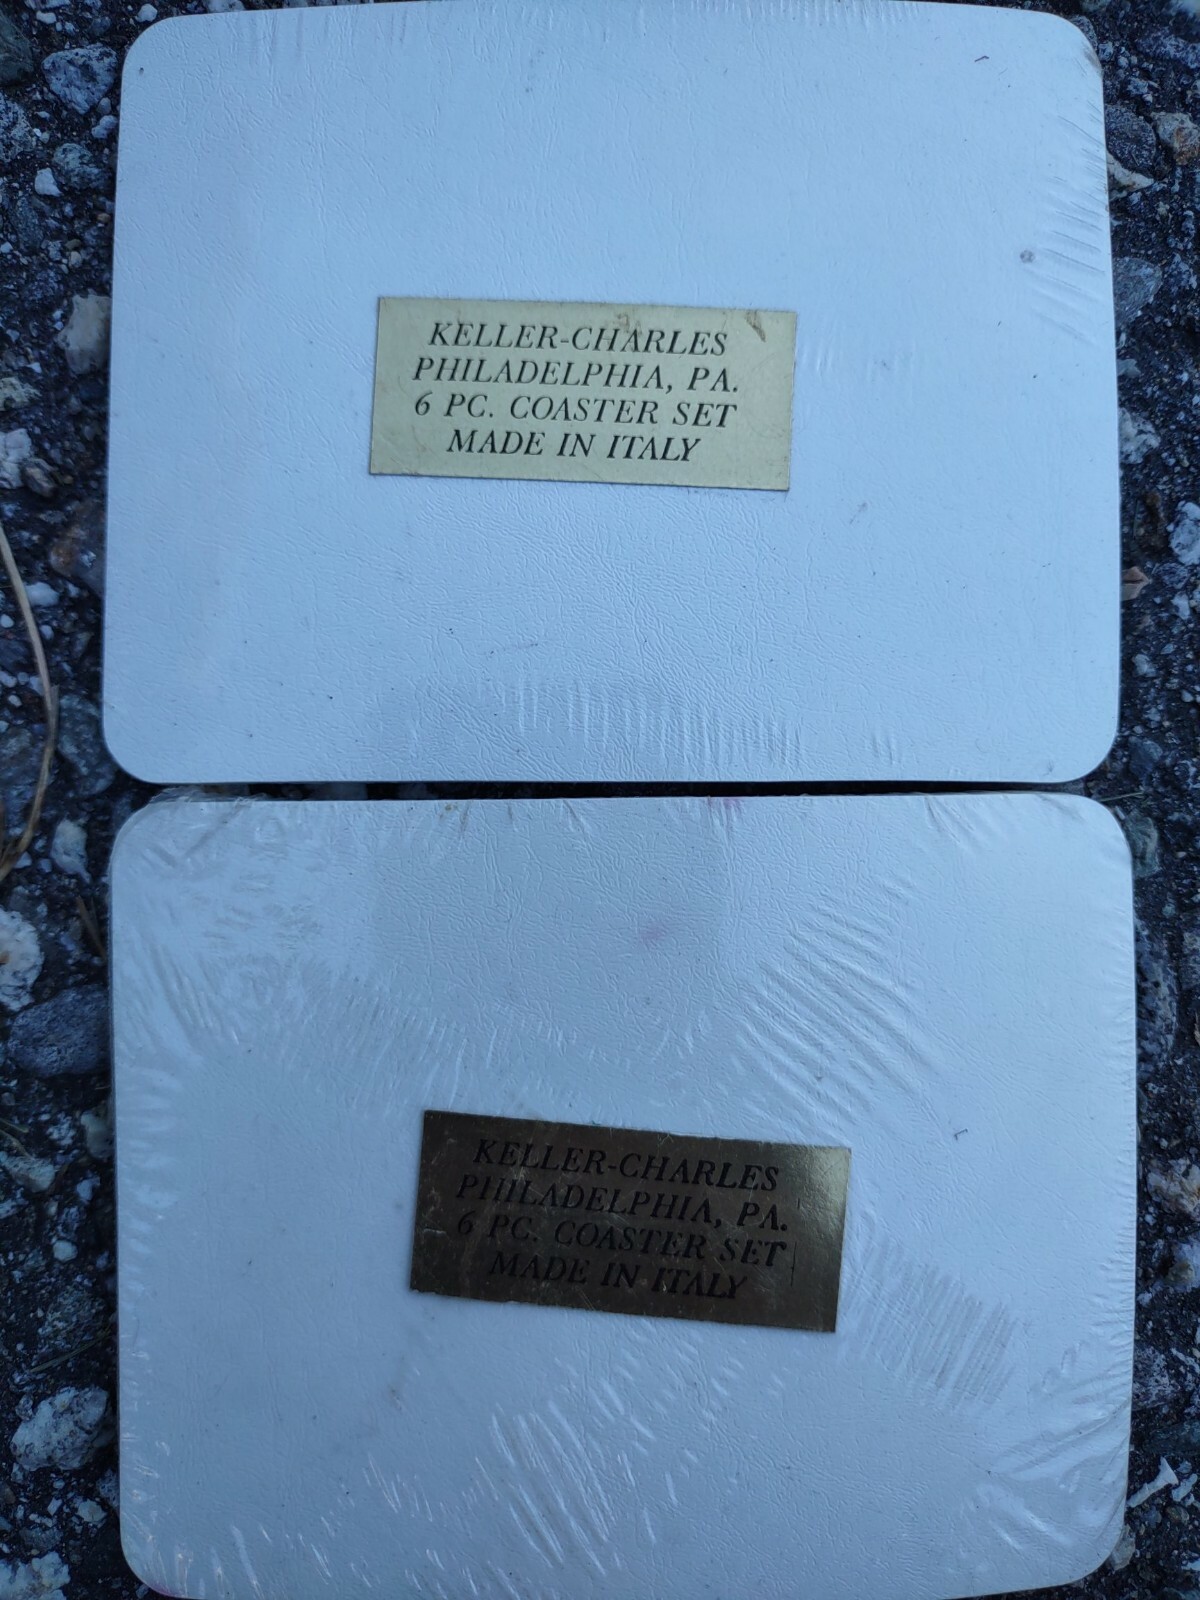 KELLER-CHARLES
PHILADELPHIA, PA.
6 PC. COASTER SET
MADE IN ITALY
KELLER-CHARLES
PHILADELPHIA, PA.
6 PC. COASTER SET
MADE IN ITALY